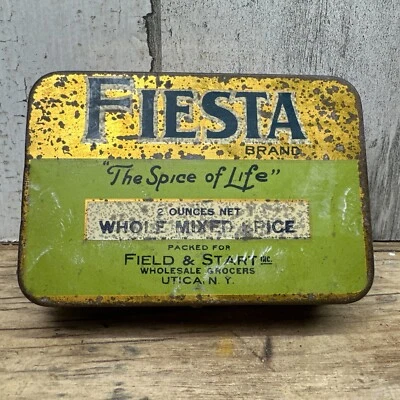 FIESTA
BRAND
"The Spice of Life"
2 OUNCES NET
WHOLE MIXED SPICE
PACKED FOR
FIELD & START INC.
WHOLESALE GROCERS
UTICA, N. Y.